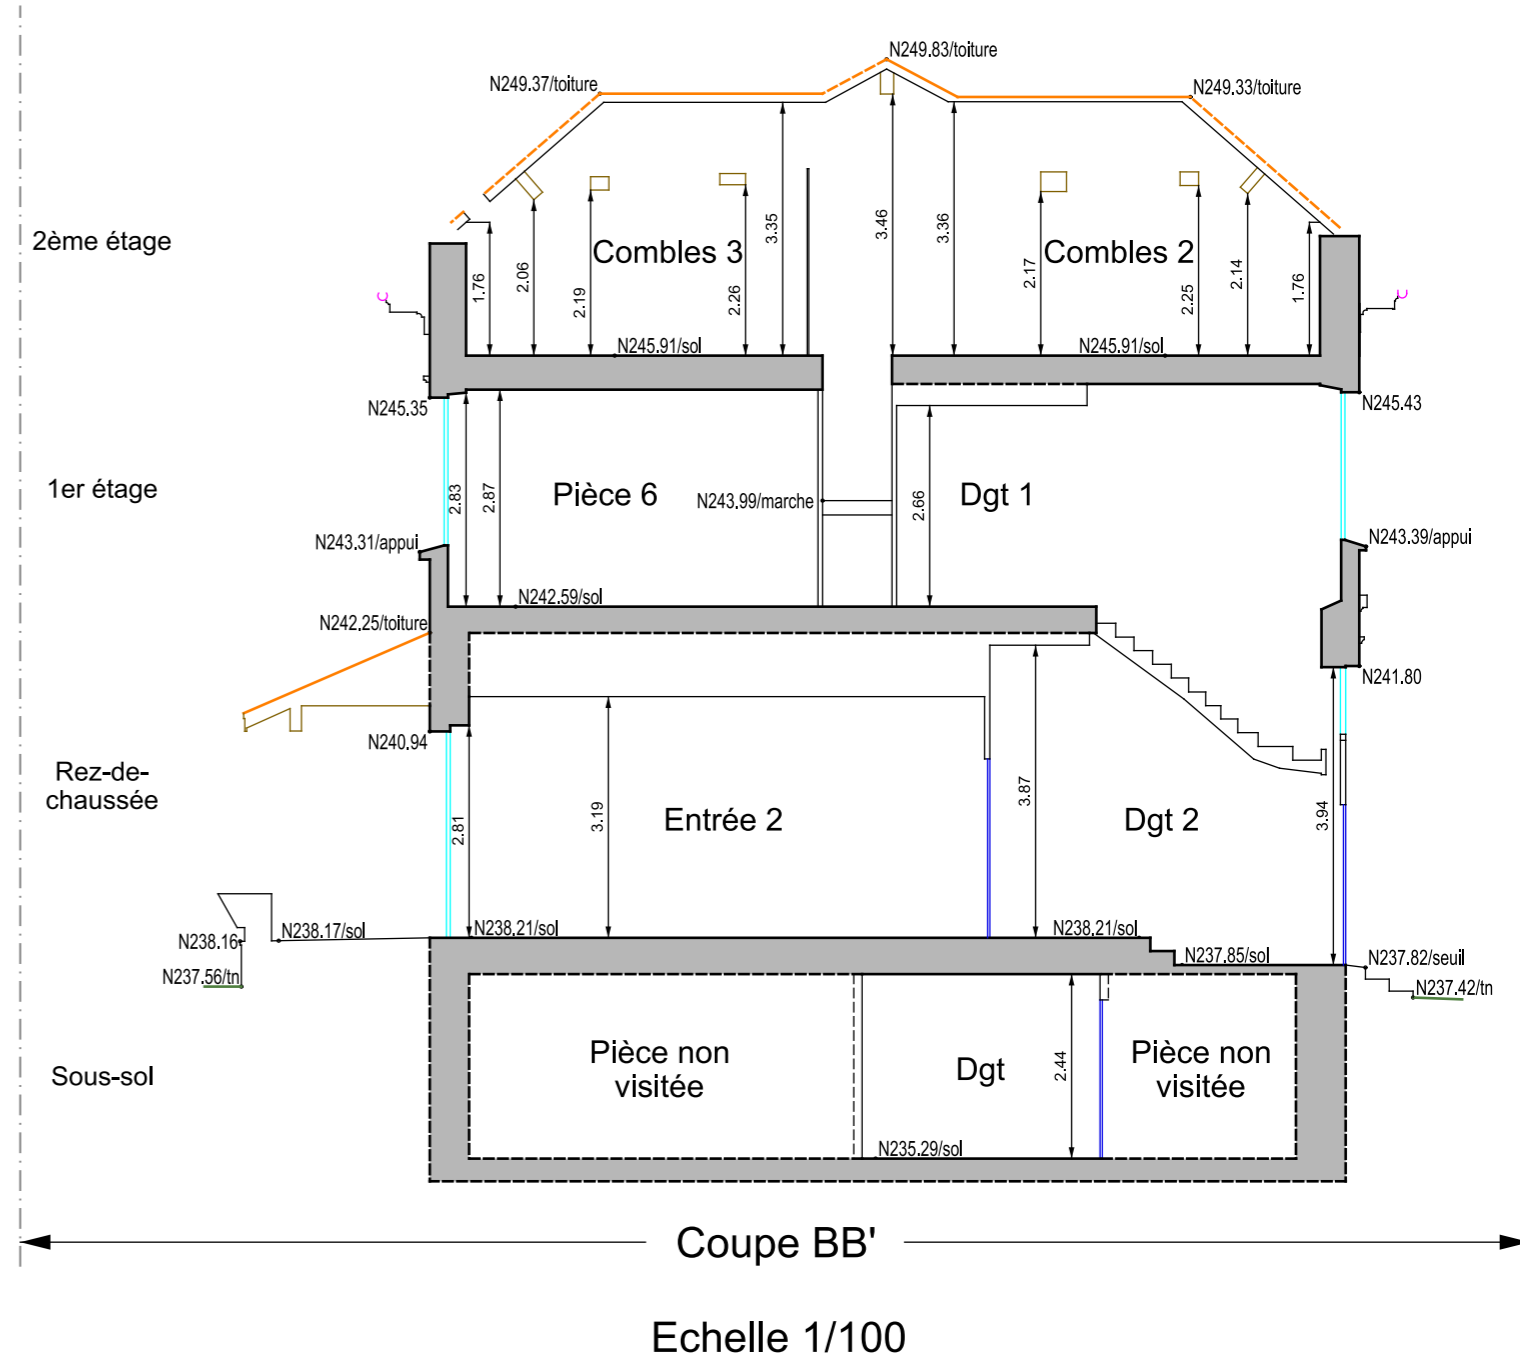 N249.83/toiture
N249.37/toiture
N249.33/toiture
2ème étage
Combles 3
Combles 2
1.76
2.06
2.19
2.26
3.35
3.46
3.36
2.17
2.25
2.14
1.76
N245.91/sol
N245.91/sol
N245.35
N245.43
1er étage
Pièce 6
Dgt 1
2.83
2.87
2.66
N243.99/marche
N243.31/appui
N243.39/appui
N242.59/sol
N242.25/toiture
N241.80
N240.94
Rez-de-
chaussée
Entrée 2
Dgt 2
2.81
3.19
3.87
3.94
N238.16
N238.17/sol
N238.21/sol
N238.21/sol
N237.85/sol
N237.82/seuil
N237.56/tn
N237.42/tn
Sous-sol
Pièce non
visitée
Dgt
2.44
Pièce non
visitée
N235.29/sol
Coupe BB'
Echelle 1/100